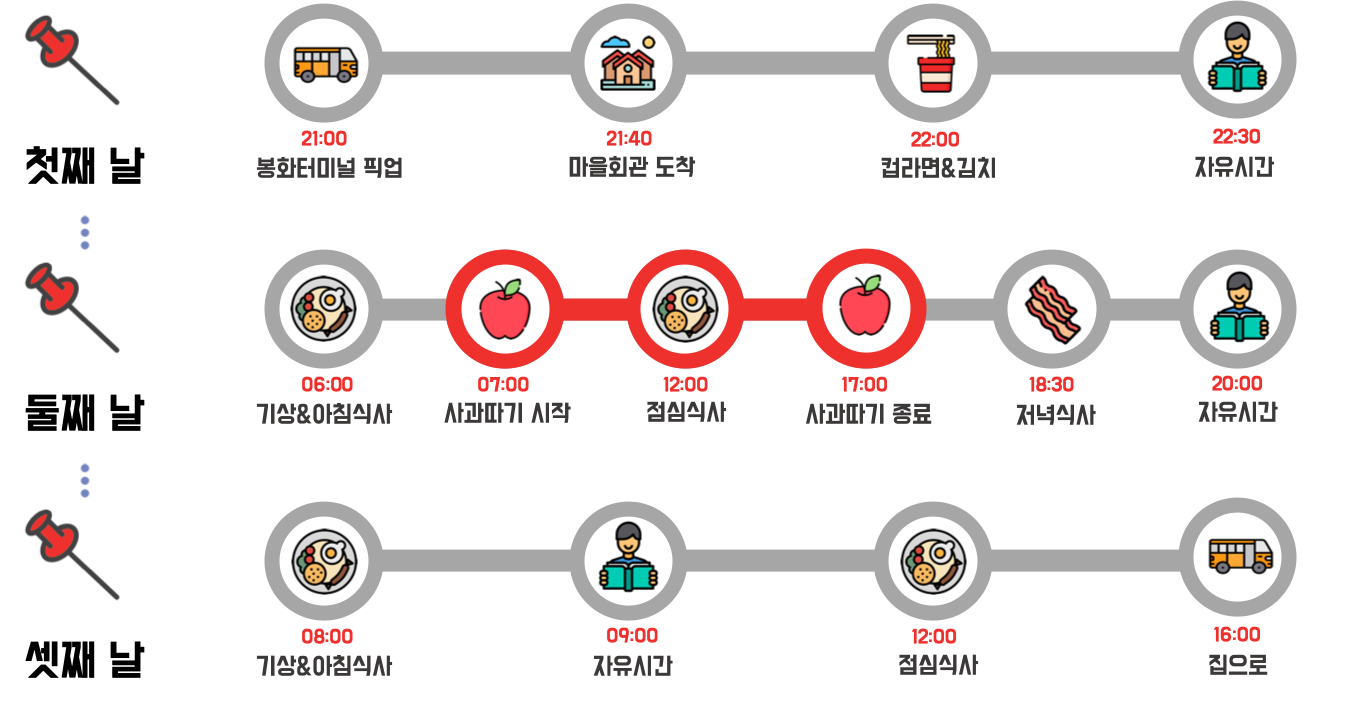 첫째 날
21:00
봉화터미널 픽업
21:40
마을회관 도착
22:00
컵라면&김치
22:30
자유시간
둘째 날
06:00
기상&아침식사
07:00
사과따기 시작
12:00
점심식사
17:00
사과따기 종료
18:30
저녁식사
20:00
자유시간
셋째 날
08:00
기상&아침식사
09:00
자유시간
12:00
점심식사
16:00
집으로